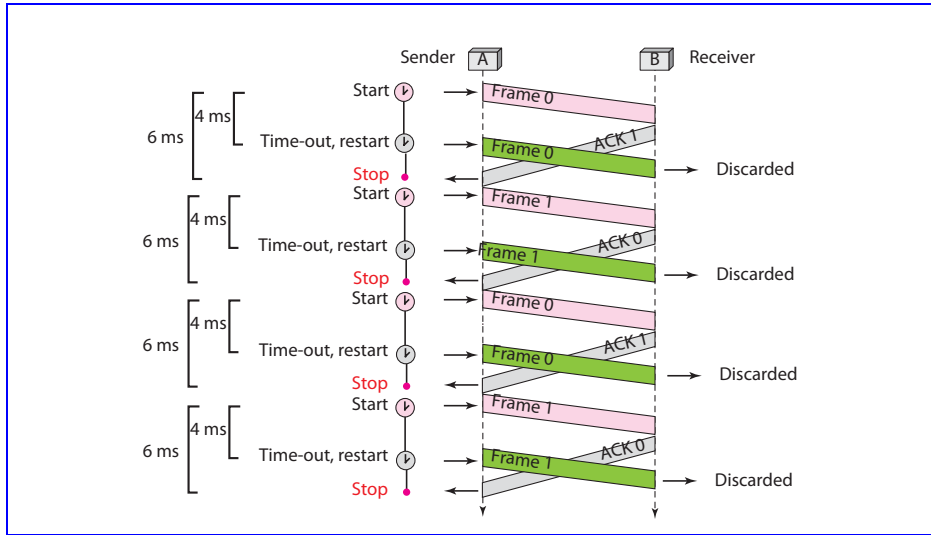 Sender A B Receiver
Start Frame 0
4 ms
6 ms Time-out, restart Frame 0 ACK 1
Stop Discarded
Start Frame 1
4 ms
6 ms Time-out, restart Frame 1 ACK 0
Stop Discarded
Start Frame 0
4 ms
6 ms Time-out, restart Frame 0 ACK 1
Stop Discarded
Start Frame 1
4 ms
6 ms Time-out, restart Frame 1 ACK 0
Stop Discarded